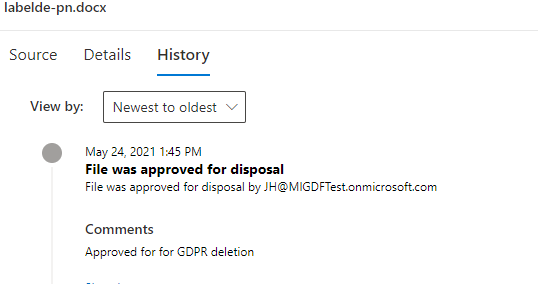 labelde-pn.docx
Source Details History
View by: Newest to oldest
May 24, 2021 1:45 PM
File was approved for disposal
File was approved for disposal by JH@MIGDFTest.onmicrosoft.com
Comments
Approved for for GDPR deletion